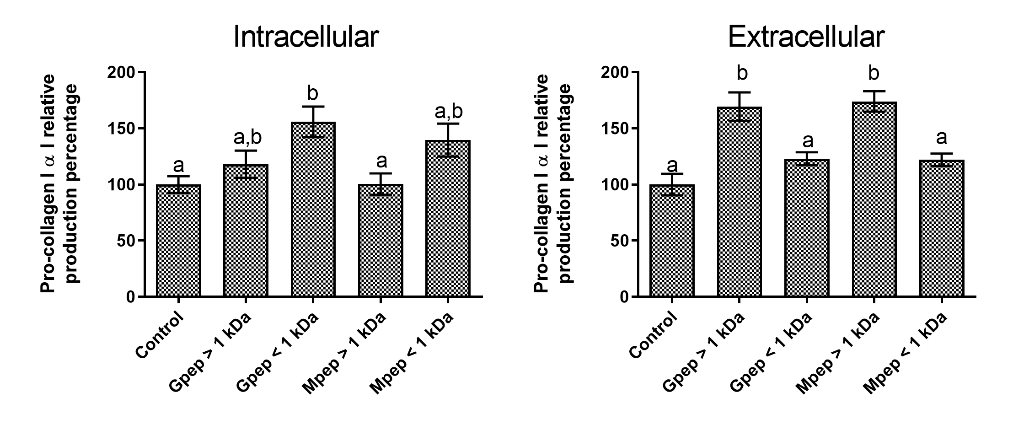 Intracellular
Pro-collagen I α I relative
production percentage
200
150
100
50
0
a
a,b
b
a
a,b
Control
Gpep > 1 kDa
Gpep < 1 kDa
Mpep > 1 kDa
Mpep < 1 kDa
Extracellular
Pro-collagen I α I relative
production percentage
200
150
100
50
0
a
b
a
b
a
Control
Gpep > 1 kDa
Gpep < 1 kDa
Mpep > 1 kDa
Mpep < 1 kDa